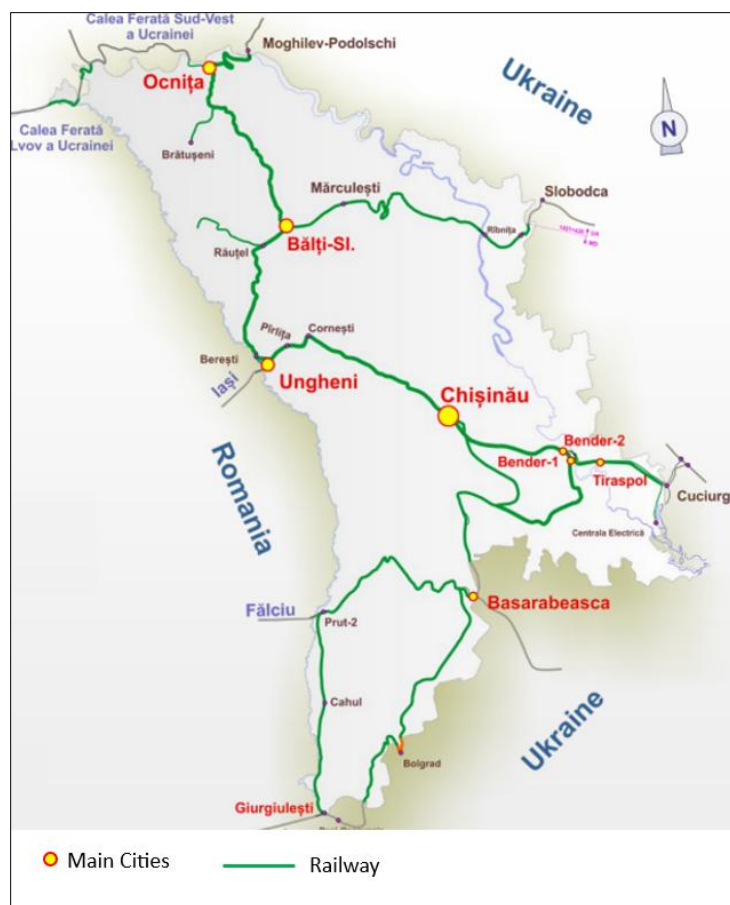 Calea Ferată Sud-Vest
a Ucrainei
Moghilev-Podolschi
Ocnița
Ukraine
N
Calea Ferată
Lvov a Ucrainei
Brătușeni
Mărculești
Slobodca
Rîbnița
Bălți-Sl.
Răuțel
Pîrlița
Cornești
Berești
Ungheni
Iași
Chișinău
Bender-2
Bender-1
Tiraspol
Cuciurg
Romania
Centrala Electrică
Basarabeasca
Fălciu
Prut-2
Ukraine
Cahul
Bolgrad
Giurgiulești
Main Cities
Railway